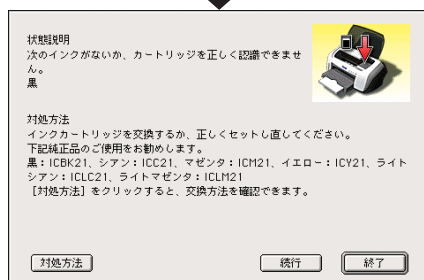 状態説明
次のインクがないか、カートリッジを正しく認識できませ
ん。
黒
対処方法
インクカートリッジを交換するか、正しくセットし直してください。
下記純正品のご使用をお勧めします。
黒：ICBK21、シアン：ICC21、マゼンタ：ICM21、イエロー：ICY21、ライト
シアン：ICLC21、ライトマゼンタ：ICLM21
［対処方法］をクリックすると、交換方法を確認できます。
対処方法
続行
終了